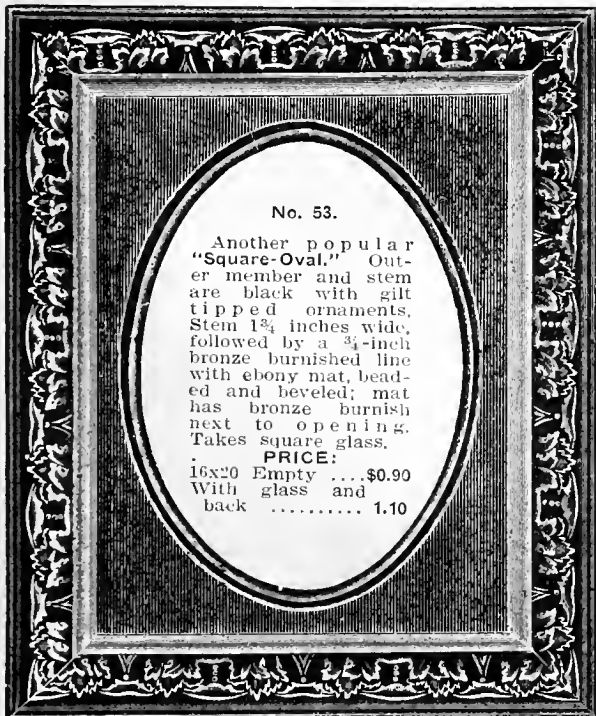 No. 53.
Another popular
"Square-Oval." Out-
er member and stem
are black with gilt
tipped ornaments.
Stem 1¾ inches wide,
followed by a ¾-inch
bronze burnished line
with ebony mat, bead-
ed and beveled; mat
has bronze burnish
next to opening.
Takes square glass.
PRICE:
16x20 Empty ....$0.90
With glass and
back .......... 1.10